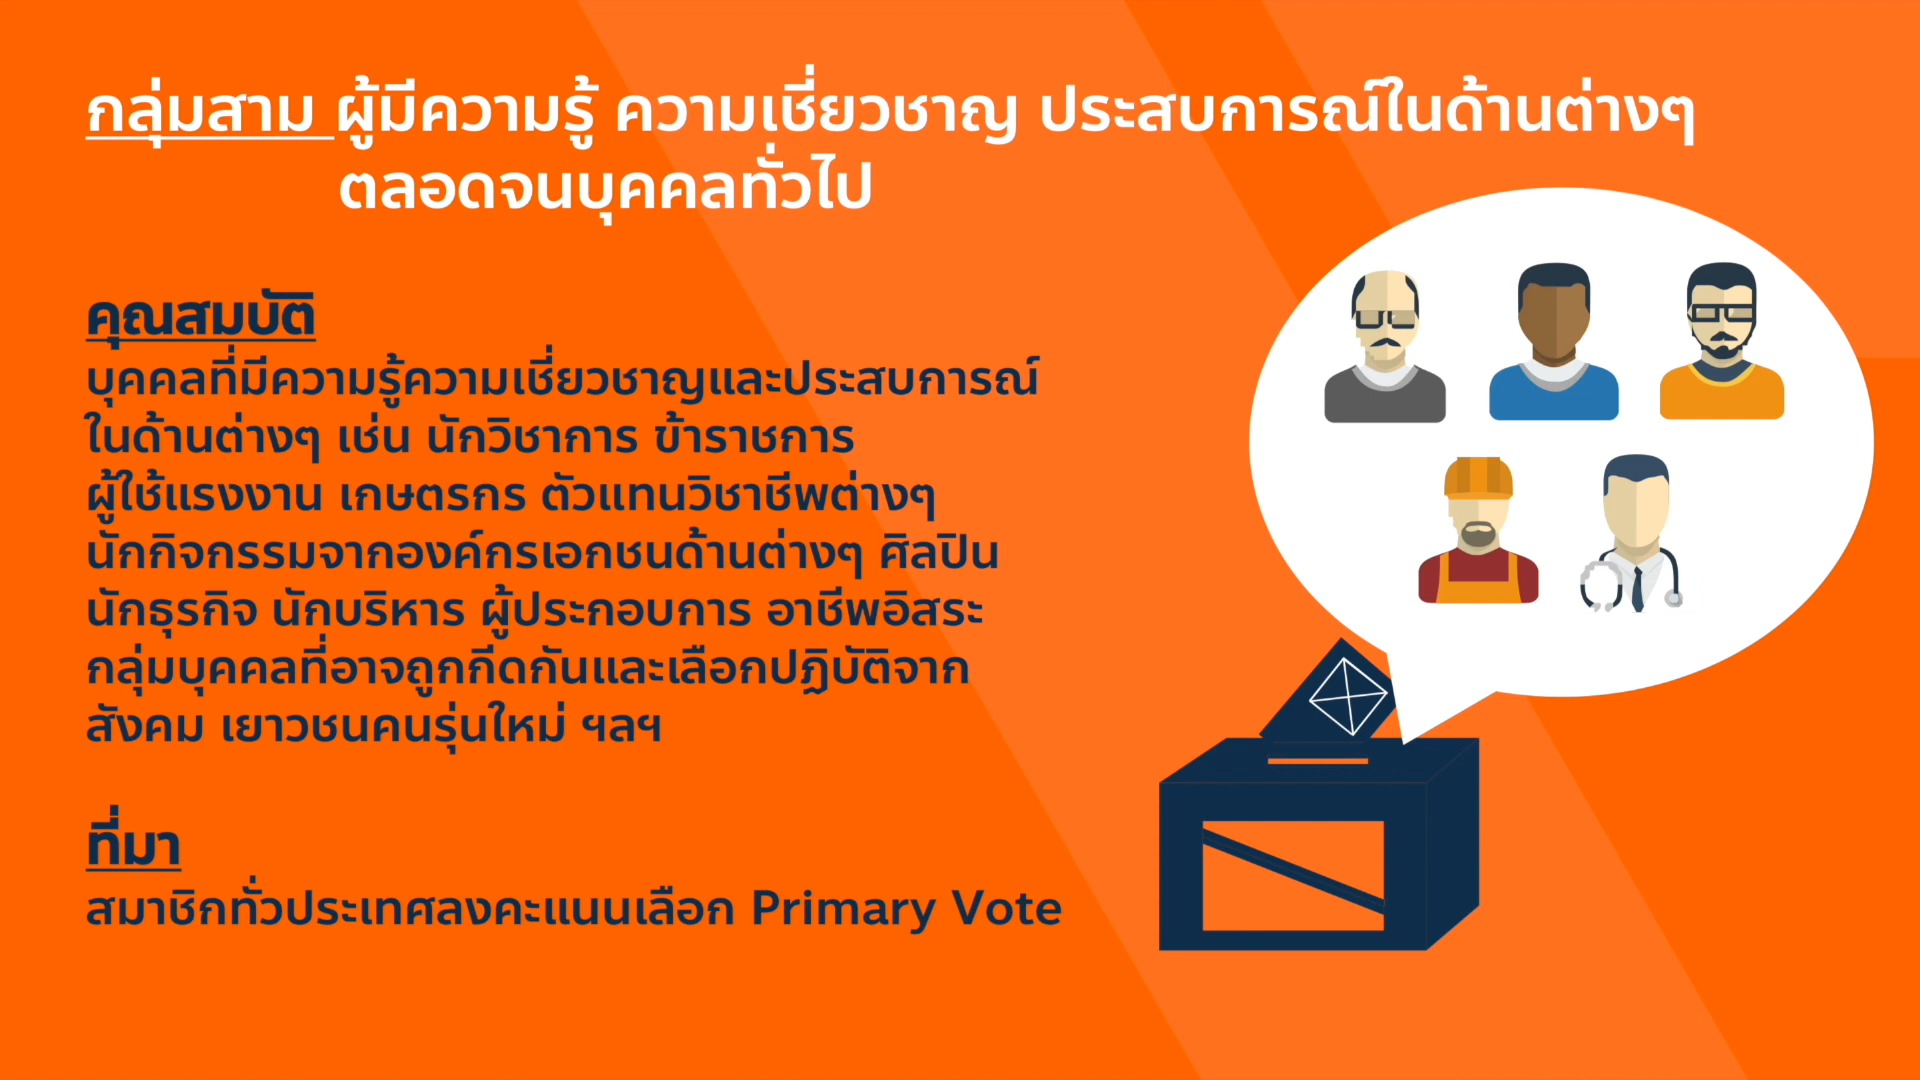 กลุ่มสาม ผู้มีความรู้ ความเชี่ยวชาญ ประสบการณ์ในด้านต่างๆ
ตลอดจนบุคคลทั่วไป
คุณสมบัติ
บุคคลที่มีความรู้ความเชี่ยวชาญและประสบการณ์
ในด้านต่างๆ เช่น นักวิชาการ ข้าราชการ
ผู้ใช้แรงงาน เกษตรกร ตัวแทนวิชาชีพต่างๆ
นักกิจกรรมจากองค์กรเอกชนด้านต่างๆ ศิลปิน
นักธุรกิจ นักบริหาร ผู้ประกอบการ อาชีพอิสระ
กลุ่มบุคคลที่อาจถูกกีดกันและเลือกปฏิบัติจาก
สังคม เยาวชนคนรุ่นใหม่ ฯลฯ
ที่มา
สมาชิกทั่วประเทศลงคะแนนเลือก Primary Vote